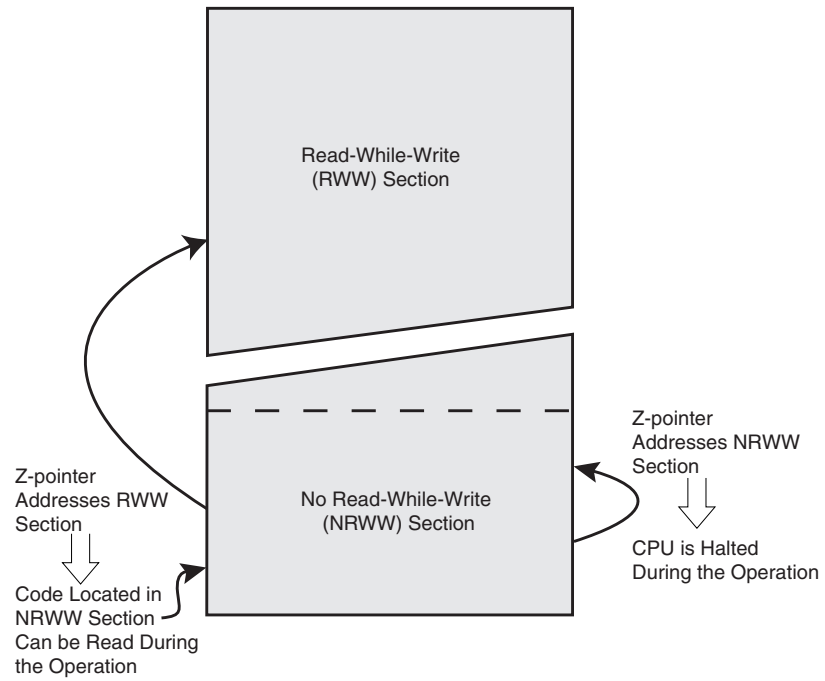 Read-While-Write
(RWW) Section
Z-pointer
Addresses NRWW
Section
Z-pointer
Addresses RWW
Section
No Read-While-Write
(NRWW) Section
CPU is Halted
During the Operation
Code Located in
NRWW Section
Can be Read During
the Operation